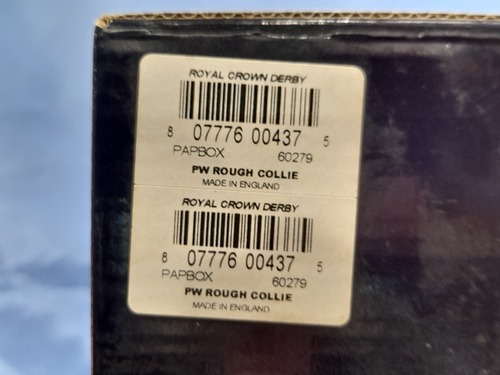 ROYAL CROWN DERBY
8 07776 00437 5
PAPBOX 60279
PW ROUGH COLLIE
MADE IN ENGLAND
ROYAL CROWN DERBY
8 07776 00437 5
PAPBOX 60279
PW ROUGH COLLIE
MADE IN ENGLAND